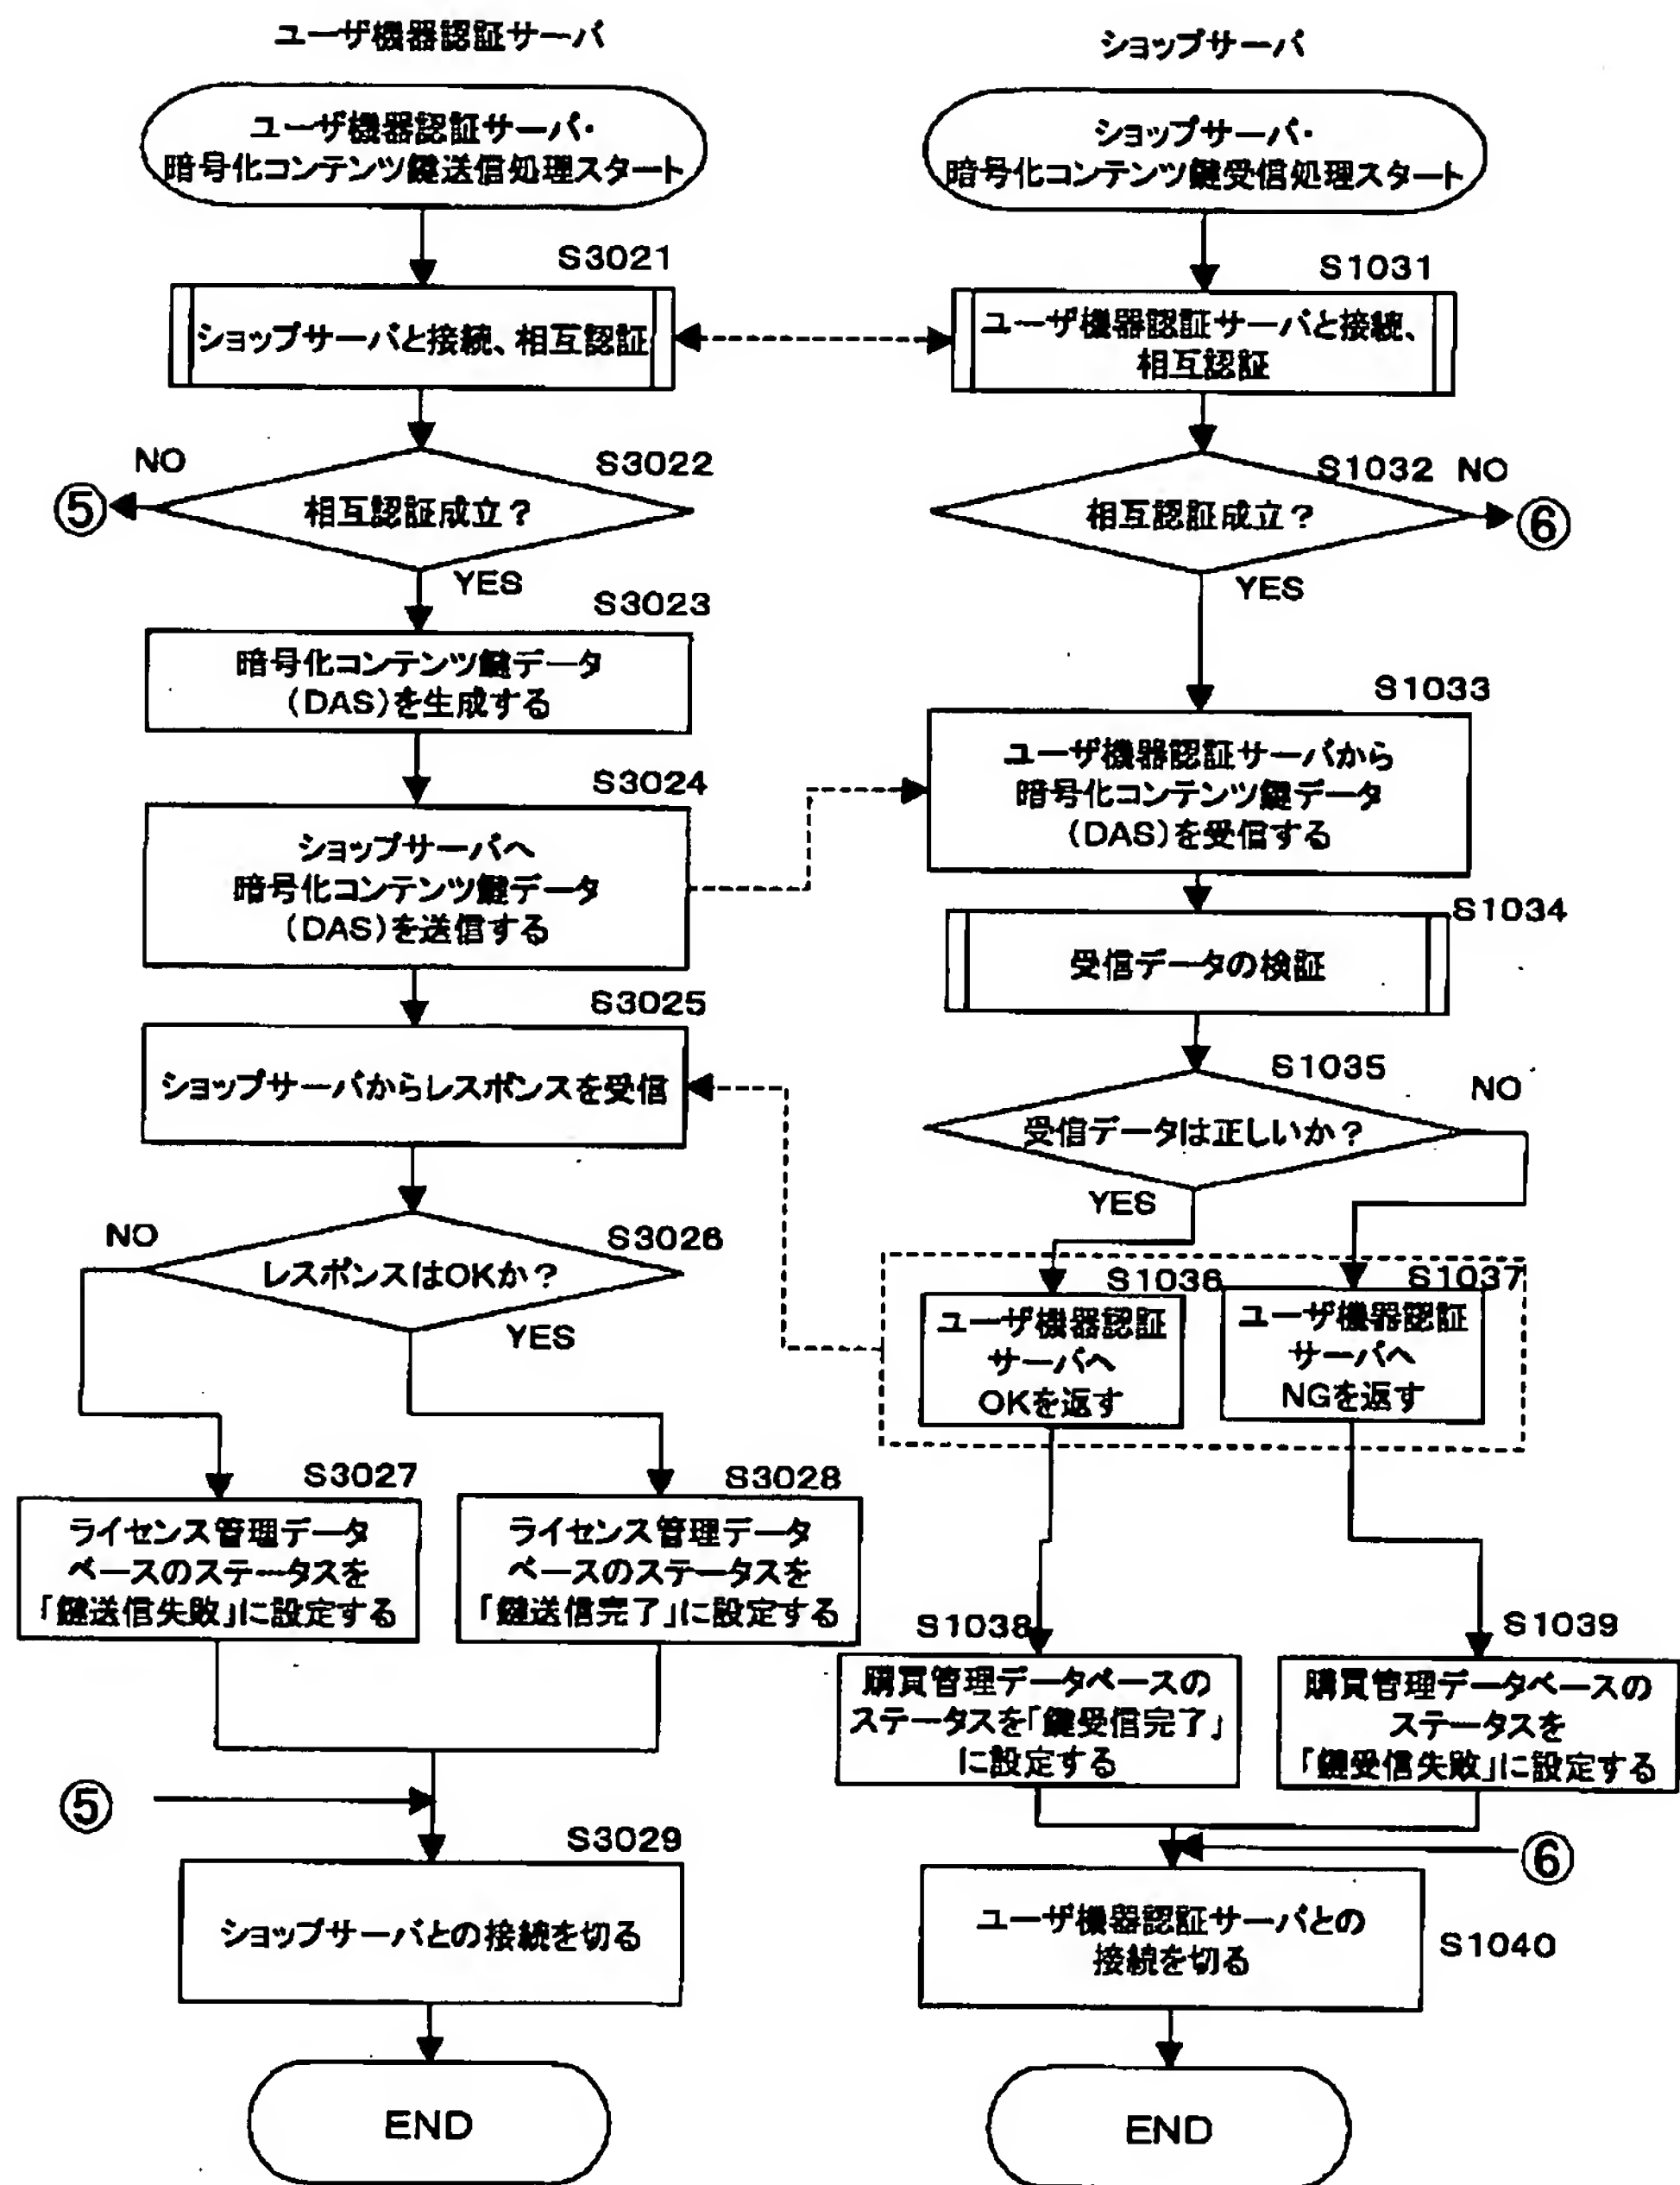 ユーザ機器認証サーバ
ユーザ機器認証サーバ・
暗号化コンテンツ鍵送信処理スタート
S3021
ショップサーバと接続、相互認証
NO
S3022
⑤
相互認証成立？
YES
S3023
暗号化コンテンツ鍵データ
(DAS)を生成する
S3024
ショップサーバへ
暗号化コンテンツ鍵データ
(DAS)を送信する
S3025
ショップサーバからレスポンスを受信
NO
S3026
レスポンスはOKか？
YES
S3027
ライセンス管理データ
ベースのステータスを
「鍵送信失敗」に設定する
S3028
ライセンス管理データ
ベースのステータスを
「鍵送信完了」に設定する
⑤
S3029
ショップサーバとの接続を切る
END
ショップサーバ
ショップサーバ・
暗号化コンテンツ鍵受信処理スタート
S1031
ユーザ機器認証サーバと接続、
相互認証
S1032 NO
相互認証成立？
⑥
YES
S1033
ユーザ機器認証サーバから
暗号化コンテンツ鍵データ
(DAS)を受信する
S1034
受信データの検証
S1035
NO
受信データは正しいか？
YES
S1036
ユーザ機器認証
サーバへ
OKを返す
S1037
ユーザ機器認証
サーバへ
NGを返す
S1038
購買管理データベースの
ステータスを「鍵受信完了」
に設定する
S1039
購買管理データベースの
ステータスを
「鍵受信失敗」に設定する
⑥
ユーザ機器認証サーバとの
接続を切る
S1040
END